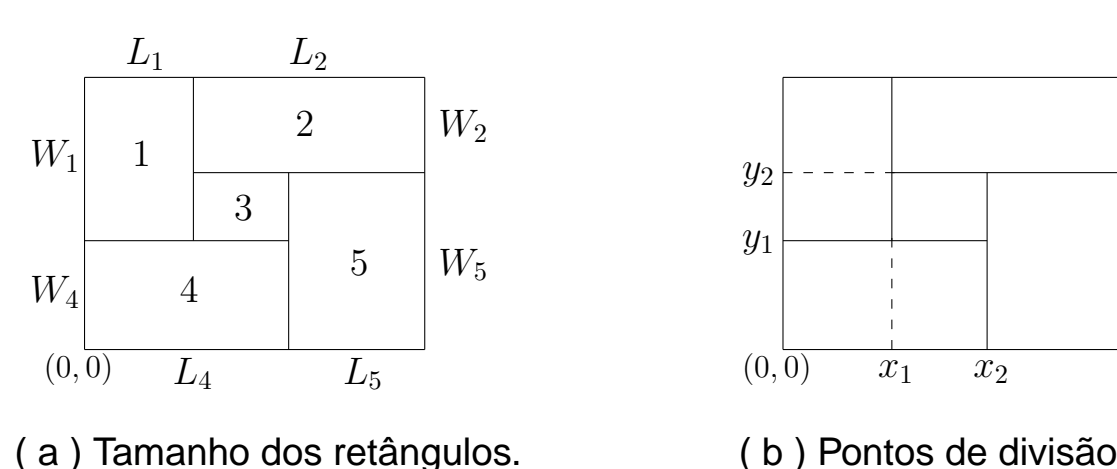 L₁ L₂
1 2 3 4 5
W₁ W₂
W₄ W₅
(0, 0) L₄ L₅
( a ) Tamanho dos retângulos.
y₂
y₁
(0, 0) x₁ x₂
( b ) Pontos de divisão